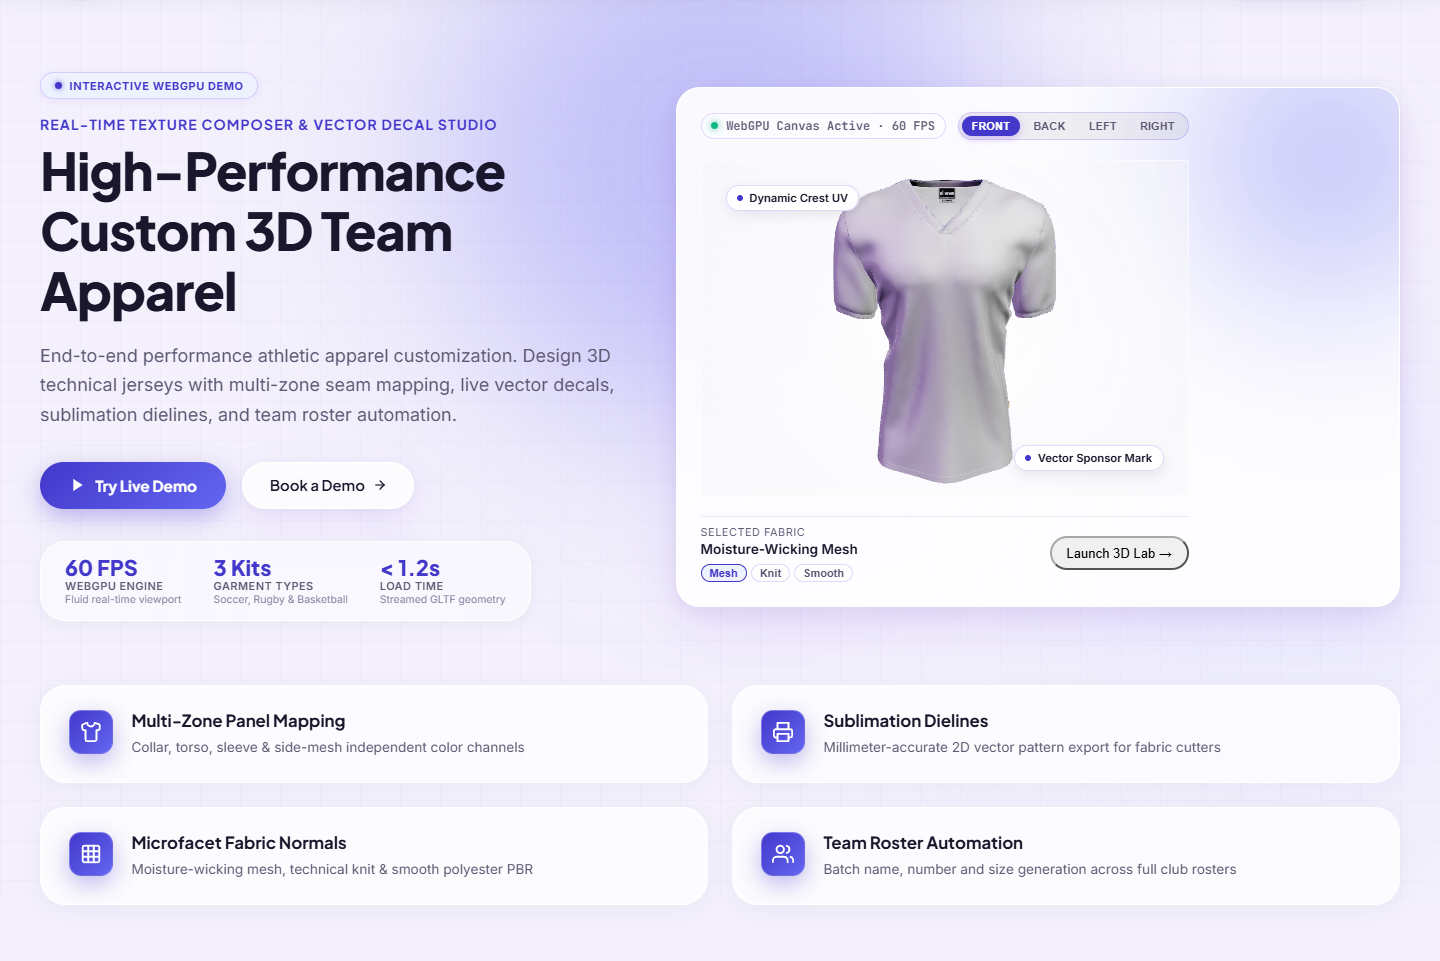 INTERACTIVE WEBGPU DEMO
REAL-TIME TEXTURE COMPOSER & VECTOR DECAL STUDIO
High-Performance
Custom 3D Team
Apparel
End-to-end performance athletic apparel customization. Design 3D
technical jerseys with multi-zone seam mapping, live vector decals,
sublimation dielines, and team roster automation.
Try Live Demo
Book a Demo →
60 FPS
WEBGPU ENGINE
Fluid real-time viewport
3 Kits
GARMENT TYPES
Soccer, Rugby & Basketball
< 1.2s
LOAD TIME
Streamed GLTF geometry
WebGPU Canvas Active · 60 FPS
FRONT
BACK
LEFT
RIGHT
Dynamic Crest UV
Vector Sponsor Mark
SELECTED FABRIC
Moisture-Wicking Mesh
Mesh
Knit
Smooth
Launch 3D Lab →
Multi-Zone Panel Mapping
Collar, torso, sleeve & side-mesh independent color channels
Sublimation Dielines
Millimeter-accurate 2D vector pattern export for fabric cutters
Microfacet Fabric Normals
Moisture-wicking mesh, technical knit & smooth polyester PBR
Team Roster Automation
Batch name, number and size generation across full club rosters